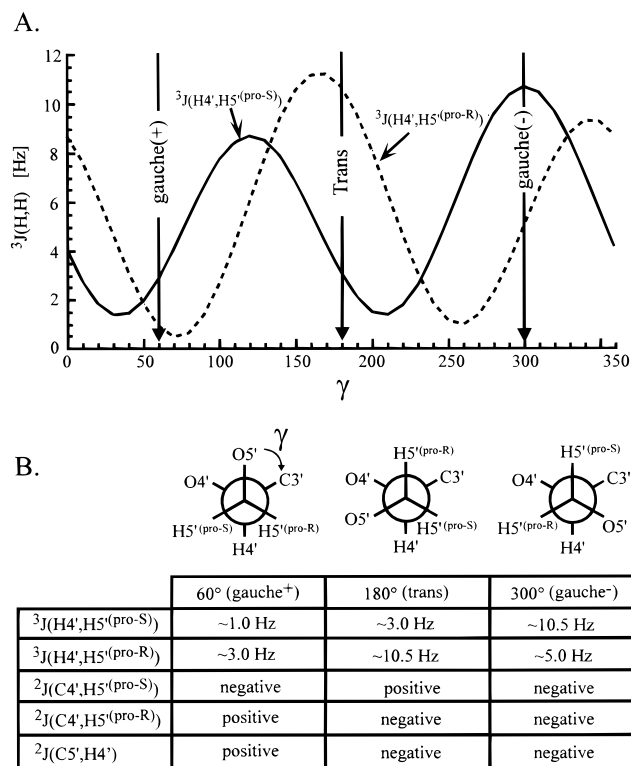 A.
12
10
8
6
4
2
0
³J(H,H) [Hz]
gauche(+)
³J(H4',H5'(pro-S))
Trans
³J(H4',H5'(pro-R))
gauche(-)
0 50 100 150 200 250 300 350
γ
B.
γ
O5'
O4' C3'
H5'(pro-S) H5'(pro-R)
H4'
H5'(pro-R)
O4' C3'
O5' H5'(pro-S)
H4'
H5'(pro-S)
O4' C3'
H5'(pro-R) O5'
H4'
60° (gauche⁺) 180° (trans) 300° (gauche⁻)
³J(H4',H5'(pro-S)) ~1.0 Hz ~3.0 Hz ~10.5 Hz
³J(H4',H5'(pro-R)) ~3.0 Hz ~10.5 Hz ~5.0 Hz
²J(C4',H5'(pro-S)) negative positive negative
²J(C4',H5'(pro-R)) positive negative negative
²J(C5',H4') positive negative negative